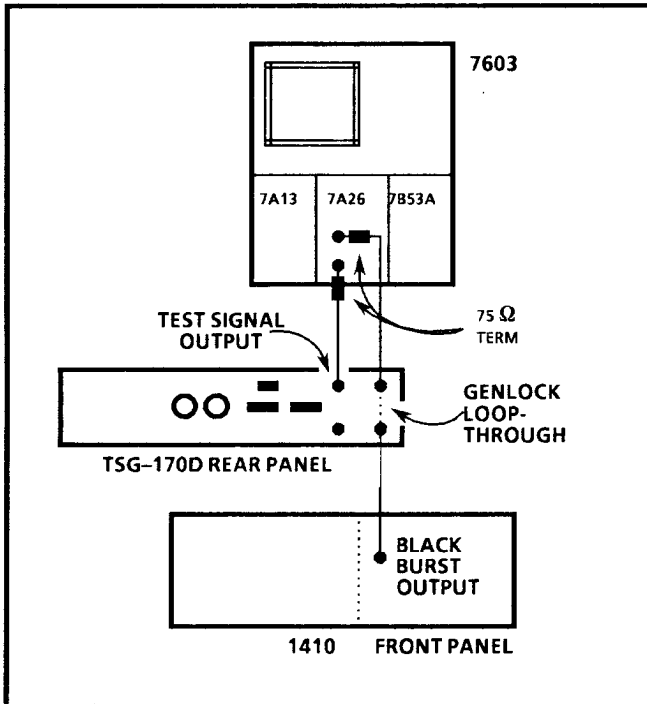 7603
7A13
7A26
7B53A
75 Ω
TERM
TEST SIGNAL
OUTPUT
GENLOCK
LOOP-
THROUGH
TSG–170D REAR PANEL
BLACK
BURST
OUTPUT
1410 FRONT PANEL